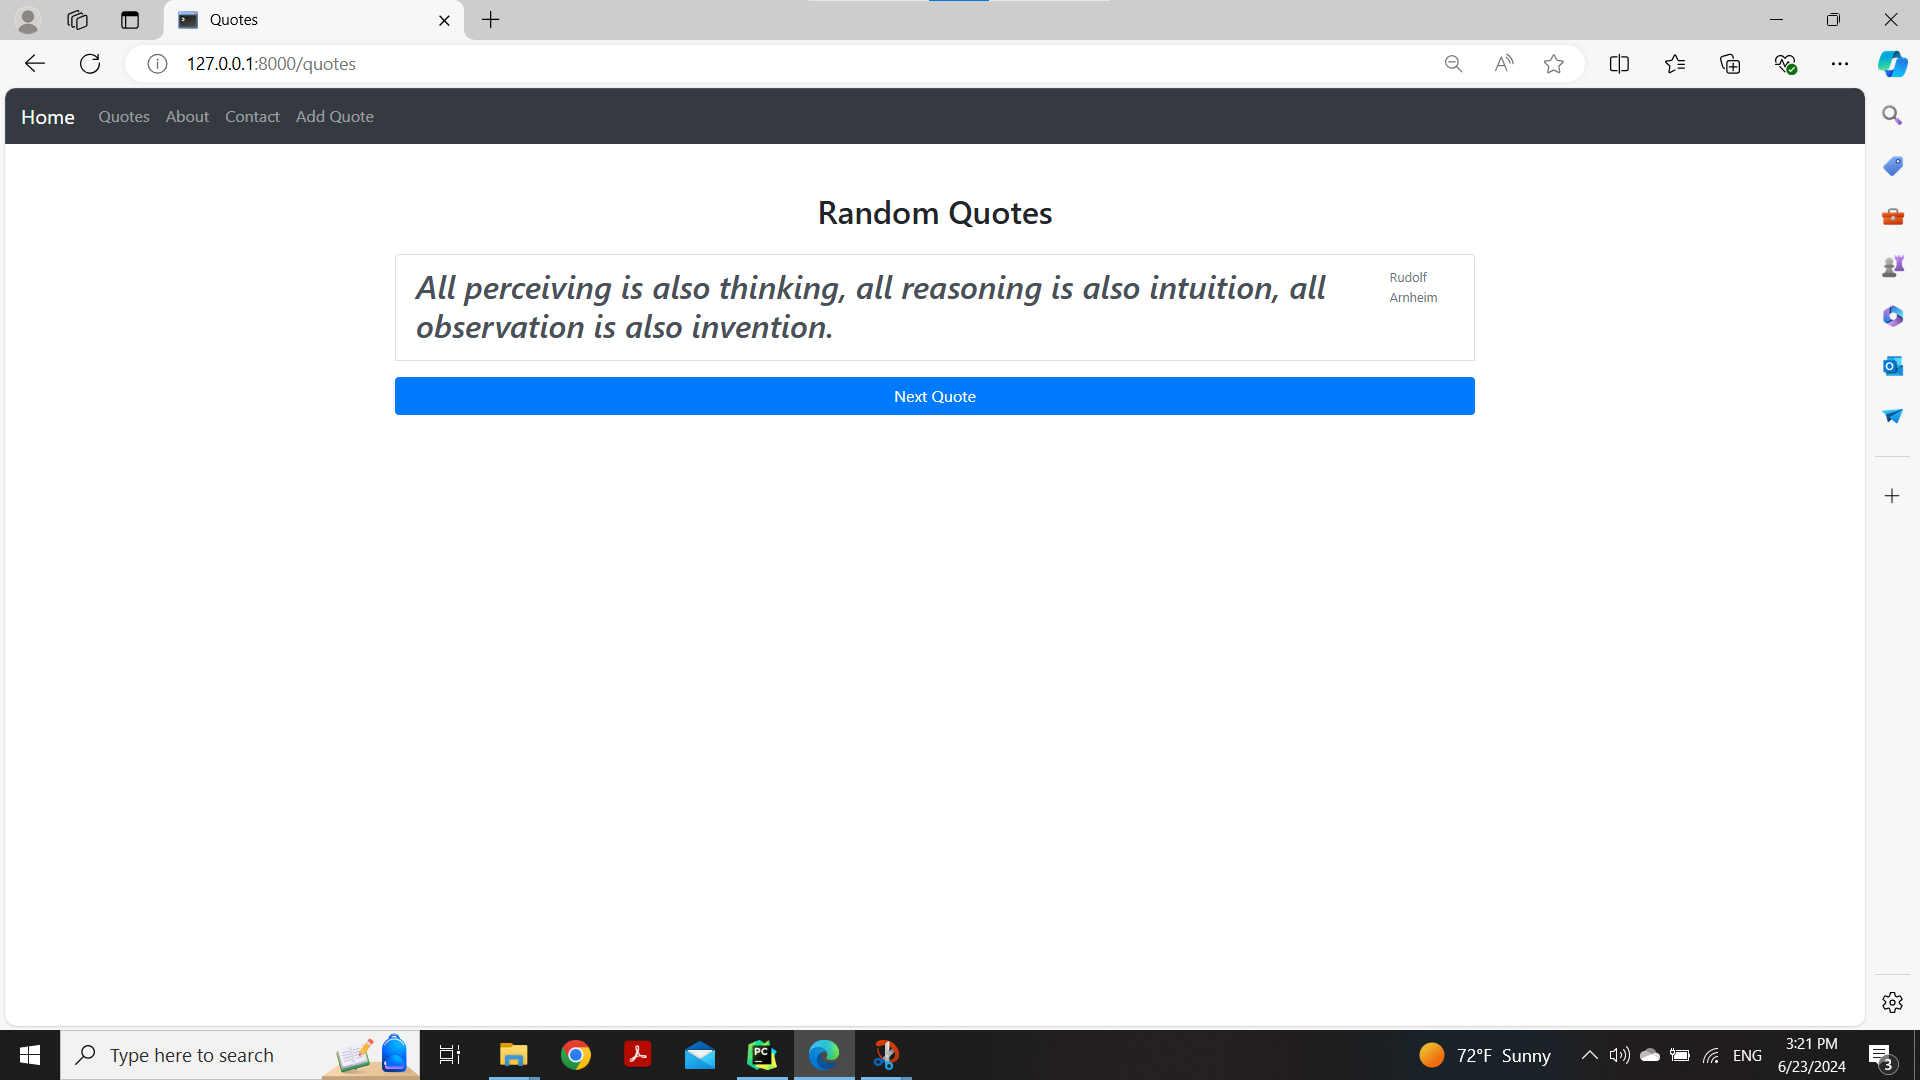 Quotes
127.0.0.1:8000/quotes
Home Quotes About Contact Add Quote
Random Quotes
All perceiving is also thinking, all reasoning is also intuition, all
observation is also invention.
Rudolf
Arnheim
Next Quote
Type here to search
PC
72°F Sunny
ENG
3:21 PM
6/23/2024
3